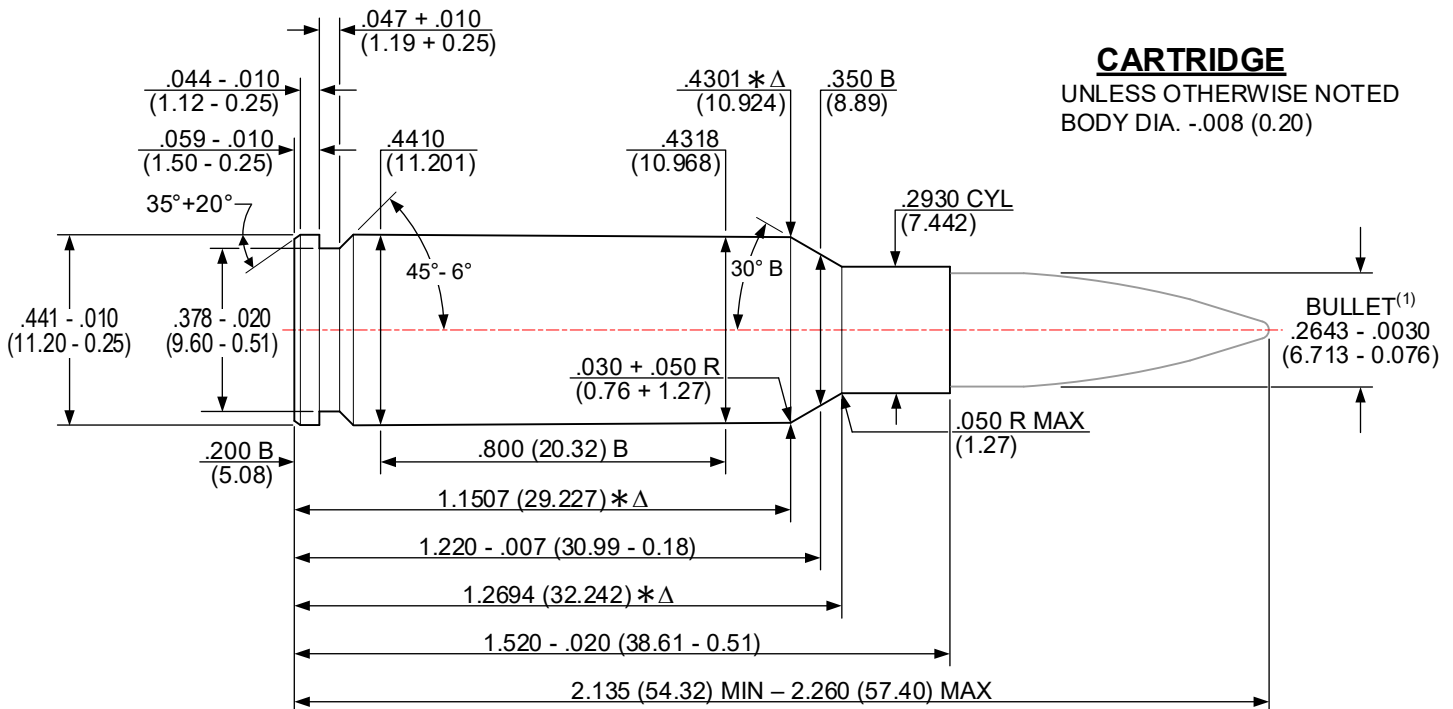 .047 + .010
(1.19 + 0.25)
CARTRIDGE
UNLESS OTHERWISE NOTED
BODY DIA. -.008 (0.20)
.044 - .010
(1.12 - 0.25)
.4301 ∗ Δ
(10.924)
.350 B
(8.89)
.059 - .010
(1.50 - 0.25)
.4410
(11.201)
.4318
(10.968)
35°+20°
.2930 CYL
(7.442)
45°- 6°
30° B
.441 - .010
(11.20 - 0.25)
.378 - .020
(9.60 - 0.51)
BULLET(1)
.2643 - .0030
(6.713 - 0.076)
.030 + .050 R
(0.76 + 1.27)
.050 R MAX
(1.27)
.200 B
(5.08)
.800 (20.32) B
1.1507 (29.227) ∗ Δ
1.220 - .007 (30.99 - 0.18)
1.2694 (32.242) ∗ Δ
1.520 - .020 (38.61 - 0.51)
2.135 (54.32) MIN – 2.260 (57.40) MAX